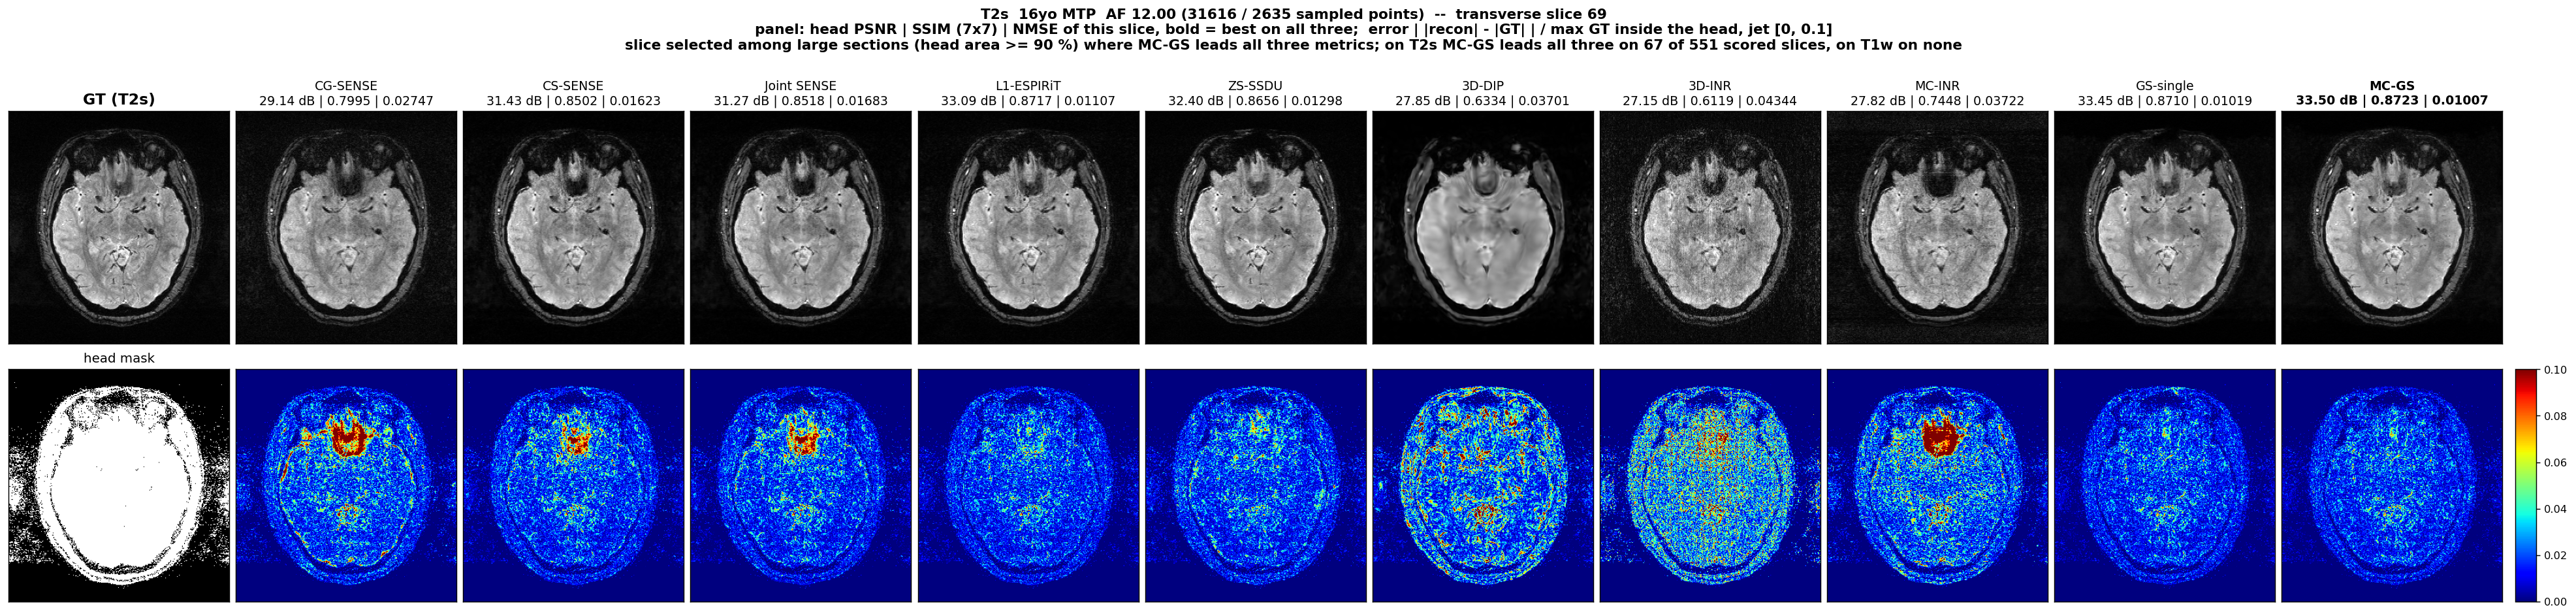 T2s  16yo MTP  AF 12.00 (31616 / 2635 sampled points)  --  transverse slice 69
panel: head PSNR | SSIM (7x7) | NMSE of this slice, bold = best on all three;  error | |recon| - |GT| | / max GT inside the head, jet [0, 0.1]
slice selected among large sections (head area >= 90 %) where MC-GS leads all three metrics; on T2s MC-GS leads all three on 67 of 551 scored slices, on T1w on none
GT (T2s)
CG-SENSE
29.14 dB | 0.7995 | 0.02747
CS-SENSE
31.43 dB | 0.8502 | 0.01623
Joint SENSE
31.27 dB | 0.8518 | 0.01683
L1-ESPIRiT
33.09 dB | 0.8717 | 0.01107
ZS-SSDU
32.40 dB | 0.8656 | 0.01298
3D-DIP
27.85 dB | 0.6334 | 0.03701
3D-INR
27.15 dB | 0.6119 | 0.04344
MC-INR
27.82 dB | 0.7448 | 0.03722
GS-single
33.45 dB | 0.8710 | 0.01019
MC-GS
33.50 dB | 0.8723 | 0.01007
head mask
0.10
0.08
0.06
0.04
0.02
0.00